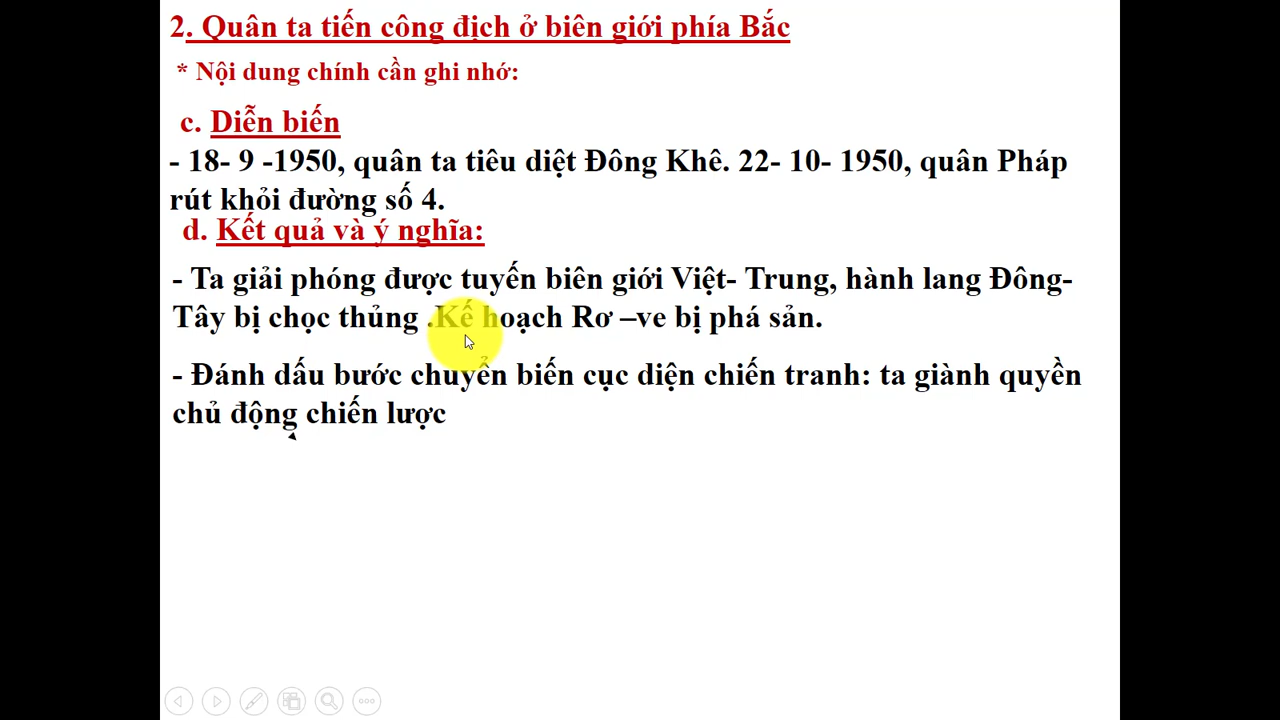 2. Quân ta tiến công địch ở biên giới phía Bắc
* Nội dung chính cần ghi nhớ:
c. Diễn biến
- 18- 9 -1950, quân ta tiêu diệt Đông Khê. 22- 10- 1950, quân Pháp
rút khỏi đường số 4.
d. Kết quả và ý nghĩa:
- Ta giải phóng được tuyến biên giới Việt- Trung, hành lang Đông-
Tây bị chọc thủng .Kế hoạch Rơ –ve bị phá sản.
- Đánh dấu bước chuyển biến cục diện chiến tranh: ta giành quyền
chủ động chiến lược